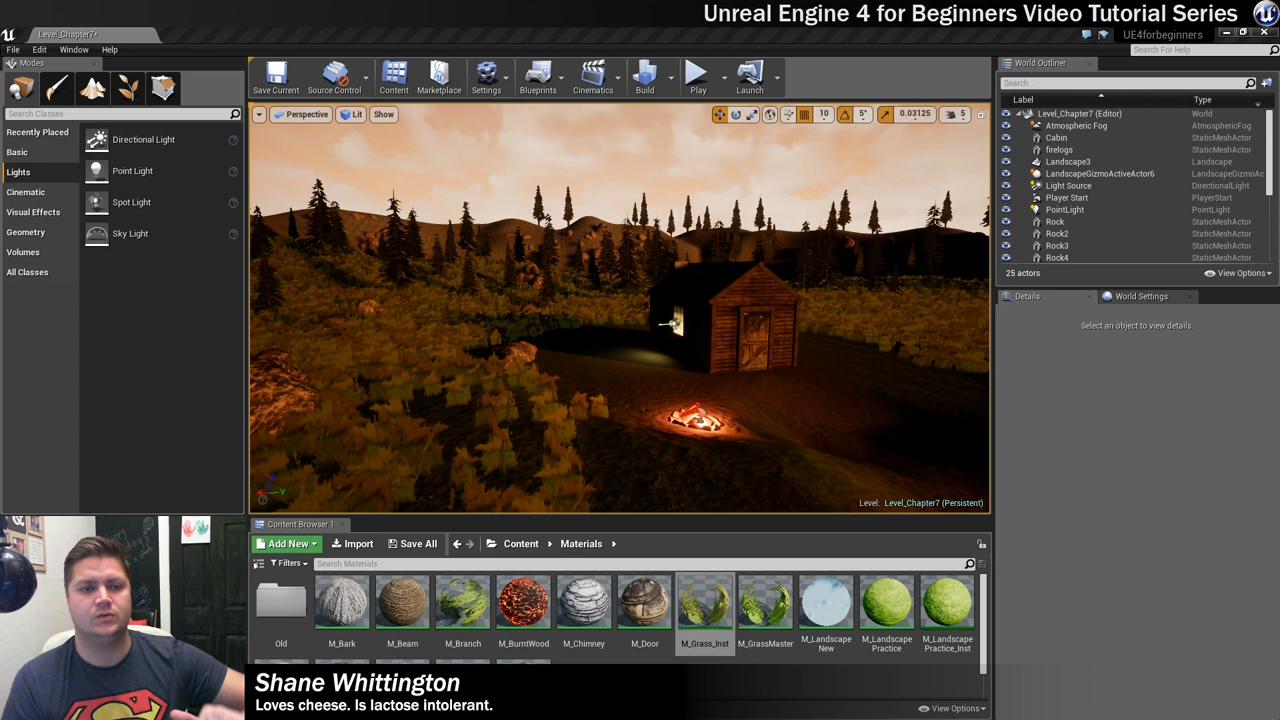 Unreal Engine 4 for Beginners Video Tutorial Series
Level_Chapter7*
UE4forbeginners
File Edit Window Help
Search For Help
Modes
Search Classes
Recently Placed
Basic
Lights
Cinematic
Visual Effects
Geometry
Volumes
All Classes
Directional Light
Point Light
Spot Light
Sky Light
Save Current
Source Control
Content
Marketplace
Settings
Blueprints
Cinematics
Build
Play
Launch
Perspective
Lit
Show
10
5°
0.03125
5
Level: Level_Chapter7 (Persistent)
World Outliner
Search...
Label Type
Level_Chapter7 (Editor) World
Atmospheric Fog AtmosphericFog
Cabin StaticMeshActor
firelogs StaticMeshActor
Landscape3 Landscape
LandscapeGizmoActiveActor6 LandscapeGizmoAc
Light Source DirectionalLight
Player Start PlayerStart
PointLight PointLight
Rock StaticMeshActor
Rock2 StaticMeshActor
Rock3 StaticMeshActor
Rock4 StaticMeshActor
25 actors
View Options
Details
World Settings
Select an object to view details.
Content Browser 1
Add New
Import
Save All
Content
Materials
Filters
Search Materials
Old
M_Bark
M_Beam
M_Branch
M_BurntWood
M_Chimney
M_Door
M_Grass_Inst
M_GrassMaster
M_Landscape
New
M_Landscape
Practice
M_Landscape
Practice_Inst
View Options
Shane Whittington
Loves cheese. Is lactose intolerant.